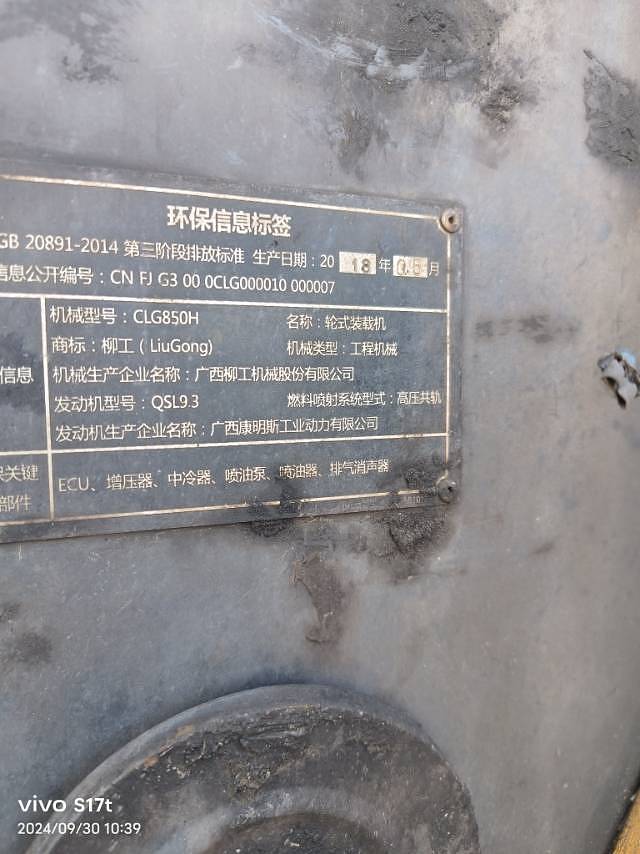 环保信息标签
GB 20891-2014 第三阶段排放标准 生产日期：2018年05月
信息公开编号：CN FJ G3 00 0CLG000010 000007
机械型号：CLG850H 名称：轮式装载机
商标：柳工（LiuGong） 机械类型：工程机械
信息
机械生产企业名称：广西柳工机械股份有限公司
发动机型号：QSL9.3 燃料喷射系统型式：高压共轨
发动机生产企业名称：广西康明斯工业动力有限公司
关键
部件
ECU、增压器、中冷器、喷油泵、喷油器、排气消声器
vivo S17t
2024/09/30 10:39